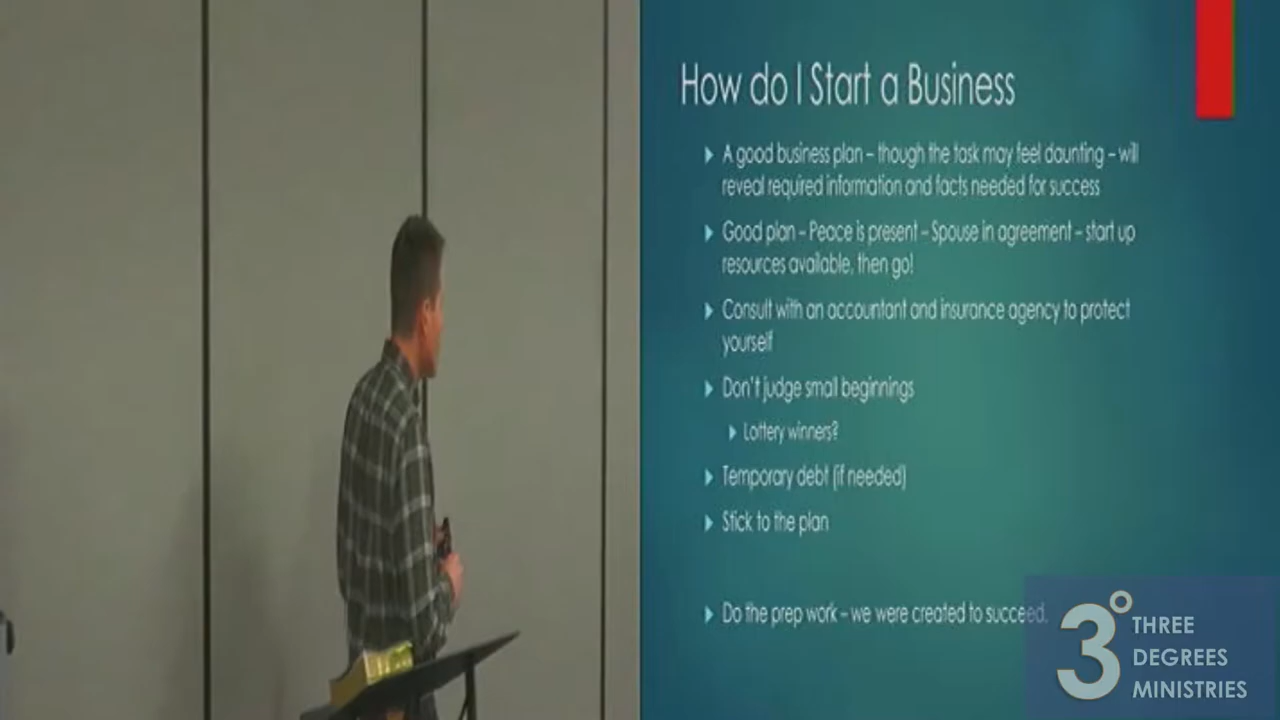 How do I Start a Business
A good business plan – though the task may feel daunting – will
reveal required information and facts needed for success
Good plan – Peace is present – Spouse in agreement – start up
resources available, then go!
Consult with an accountant and insurance agency to protect
yourself
Don't judge small beginnings
Lottery winners?
Temporary debt (if needed)
Stick to the plan
Do the prep work – we were created to succeed.
3° THREE
DEGREES
MINISTRIES